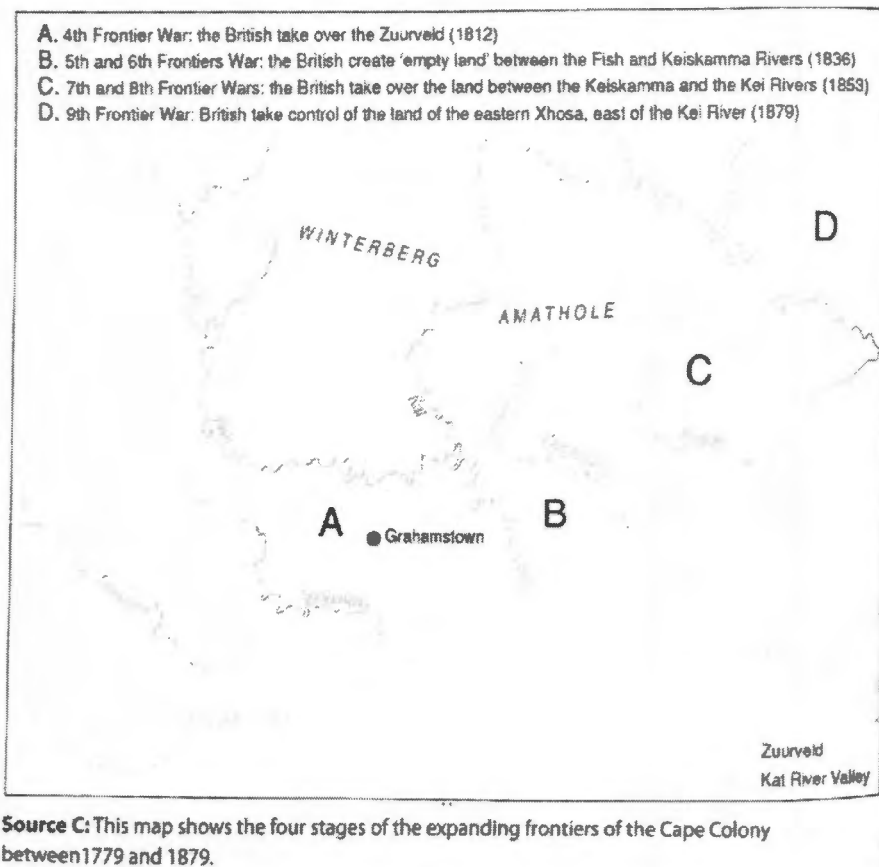 A. 4th Frontier War: the British take over the Zuurveld (1812)
B. 5th and 6th Frontiers War: the British create 'empty land' between the Fish and Keiskamma Rivers (1836)
C. 7th and 8th Frontier Wars: the British take over the land between the Keiskamma and the Kei Rivers (1853)
D. 9th Frontier War: British take control of the land of the eastern Xhosa, east of the Kei River (1879)
WINTERBERG
D
AMATHOLE
C
A
B
Grahamstown
Zuurveld
Kat River Valley
Source C: This map shows the four stages of the expanding frontiers of the Cape Colony
between1779 and 1879.